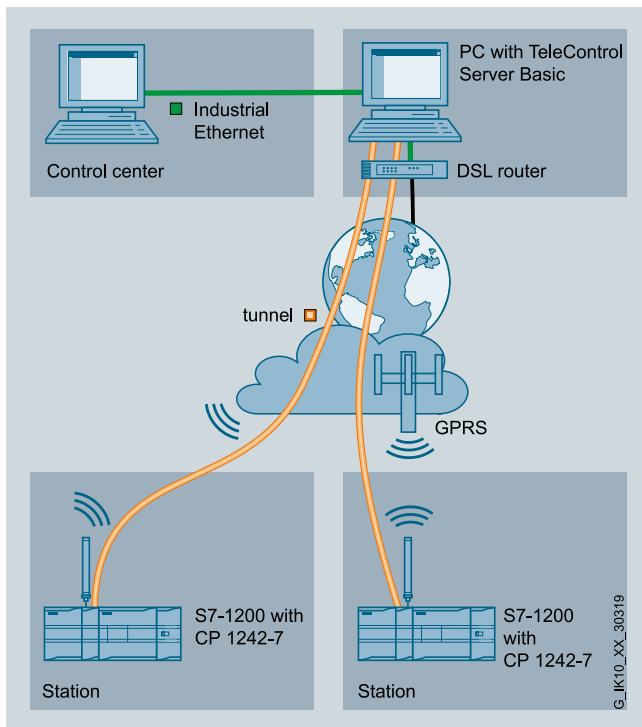 PC with TeleControl
Server Basic
Industrial
Ethernet
Control center
DSL router
tunnel
GPRS
S7-1200 with
CP 1242-7
Station
S7-1200
with
CP 1242-7
Station
G_IK10_XX_30319